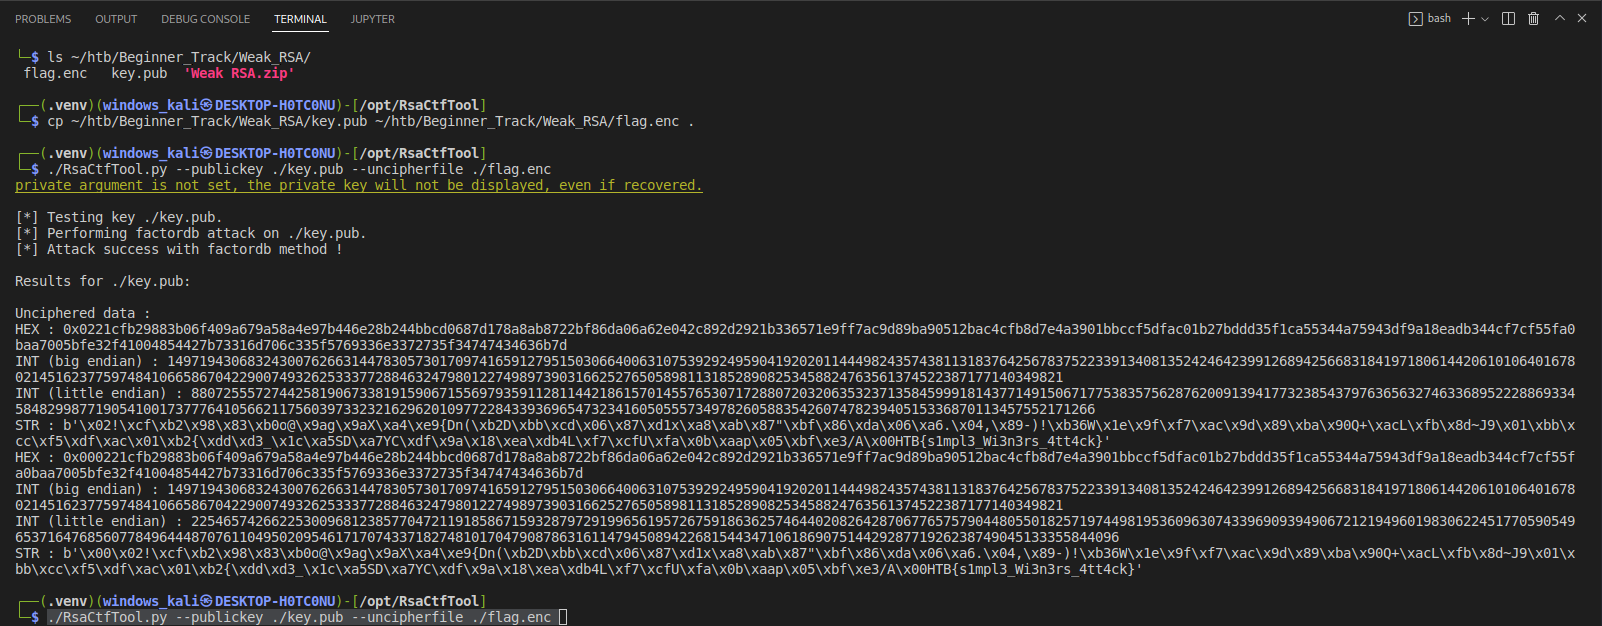 PROBLEMS OUTPUT DEBUG CONSOLE TERMINAL JUPYTER bash
└─$ ls ~/htb/Beginner_Track/Weak_RSA/
flag.enc key.pub 'Weak RSA.zip'
┌──(.venv)(windows_kali㉿DESKTOP-H0TC0NU)-[/opt/RsaCtfTool]
└─$ cp ~/htb/Beginner_Track/Weak_RSA/key.pub ~/htb/Beginner_Track/Weak_RSA/flag.enc .
┌──(.venv)(windows_kali㉿DESKTOP-H0TC0NU)-[/opt/RsaCtfTool]
└─$ ./RsaCtfTool.py --publickey ./key.pub --uncipherfile ./flag.enc
private argument is not set, the private key will not be displayed, even if recovered.
[*] Testing key ./key.pub.
[*] Performing factordb attack on ./key.pub.
[*] Attack success with factordb method !
Results for ./key.pub:
Unciphered data :
HEX : 0x0221cfb29883b06f409a679a58a4e97b446e28b244bbcd0687d178a8ab8722bf86da06a62e042c892d2921b336571e9ff7ac9d89ba90512bac4cfb8d7e4a3901bbccf5dfac01b27bddd35f1ca55344a75943df9a18eadb344cf7cf55fa0
baa7005bfe32f41004854427b73316d706c335f5769336e3372735f34747434636b7d
INT (big endian) : 
INT (little endian) : 
STR : b'\x02!\xcf\xb2\x98\x83\xb0o@\x9ag\x9aX\xa4\xe9{Dn(\xb2D\xbb\xcd\x06\x87\xd1x\xa8\xab\x87"\xbf\x86\xda\x06\xa6.\x04,\x89-)!\xb36W\x1e\x9f\xf7\xac\x9d\x89\xba\x90Q+\xacL\xfb\x8d~J9\x01\xbb\x
cc\xf5\xdf\xac\x01\xb2{\xdd\xd3_\x1c\xa5SD\xa7YC\xdf\x9a\x18\xea\xdb4L\xf7\xcfU\xfa\x0b\xaap\x05\xbf\xe3/A\x00HTB{s1mpl3_Wi3n3rs_4tt4ck}'
HEX : 0x000221cfb29883b06f409a679a58a4e97b446e28b244bbcd0687d178a8ab8722bf86da06a62e042c892d2921b336571e9ff7ac9d89ba90512bac4cfb8d7e4a3901bbccf5dfac01b27bddd35f1ca55344a75943df9a18eadb344cf7cf55f
a0baa7005bfe32f41004854427b73316d706c335f5769336e3372735f34747434636b7d
INT (big endian) : 
INT (little endian) : 
STR : b'\x00\x02!\xcf\xb2\x98\x83\xb0o@\x9ag\x9aX\xa4\xe9{Dn(\xb2D\xbb\xcd\x06\x87\xd1x\xa8\xab\x87"\xbf\x86\xda\x06\xa6.\x04,\x89-)!\xb36W\x1e\x9f\xf7\xac\x9d\x89\xba\x90Q+\xacL\xfb\x8d~J9\x01\x
bb\xcc\xf5\xdf\xac\x01\xb2{\xdd\xd3_\x1c\xa5SD\xa7YC\xdf\x9a\x18\xea\xdb4L\xf7\xcfU\xfa\x0b\xaap\x05\xbf\xe3/A\x00HTB{s1mpl3_Wi3n3rs_4tt4ck}'
┌──(.venv)(windows_kali㉿DESKTOP-H0TC0NU)-[/opt/RsaCtfTool]
└─$ ./RsaCtfTool.py --publickey ./key.pub --uncipherfile ./flag.enc